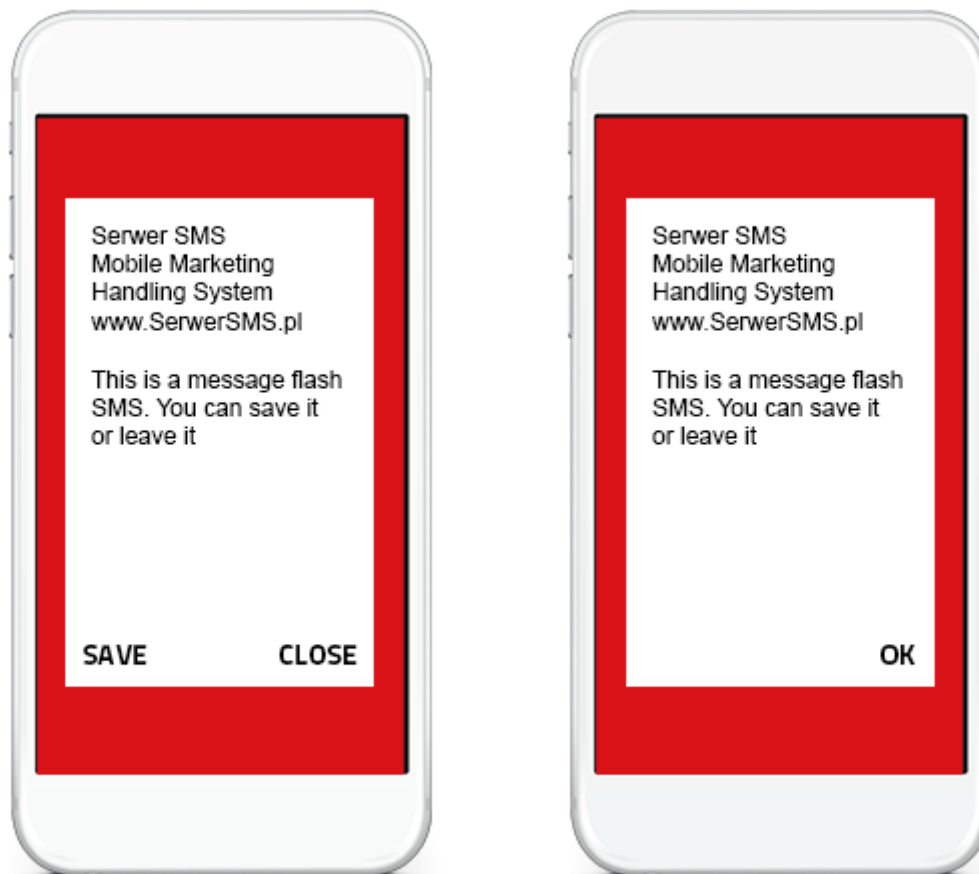 Serwer SMS
Mobile Marketing
Handling System
www.SerwerSMS.pl
This is a message flash
SMS. You can save it
or leave it
SAVE CLOSE
Serwer SMS
Mobile Marketing
Handling System
www.SerwerSMS.pl
This is a message flash
SMS. You can save it
or leave it
OK